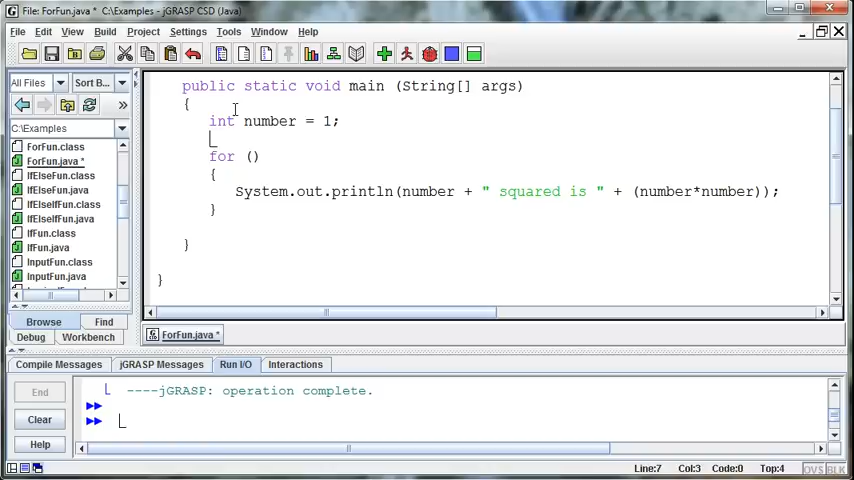 File: ForFun.java *  C:\Examples - jGRASP CSD (Java)
File Edit View Build Project Settings Tools Window Help
All Files Sort B...
C:\Examples
ForFun.class
ForFun.java *
IfElseFun.class
IfElseFun.java
IfElseIfFun.class
IfElseIfFun.java
IfFun.class
IfFun.java
InputFun.class
InputFun.java
Browse Find
Debug Workbench
public static void main (String[] args)
{
int number = 1;
for ()
{
System.out.println(number + " squared is " + (number*number));
}
}
}
ForFun.java *
Compile Messages jGRASP Messages Run I/O Interactions
End
Clear
Help
----jGRASP: operation complete.
Line:7 Col:3 Code:0 Top:4 OVS BLK